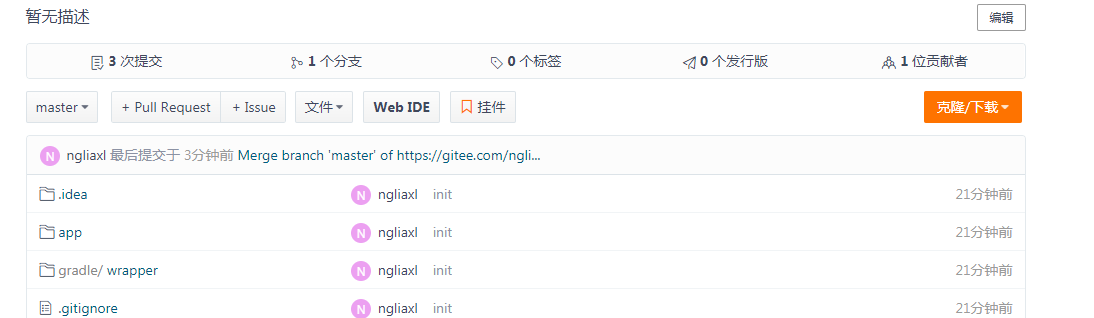 暂无描述 编辑
3 次提交 1 个分支 0 个标签 0 个发行版 1 位贡献者
master + Pull Request + Issue 文件 Web IDE 挂件 克隆/下载
N ngliaxl 最后提交于 3分钟前 Merge branch 'master' of https://gitee.com/ngli...
.idea N ngliaxl init 21分钟前
app N ngliaxl init 21分钟前
gradle/ wrapper N ngliaxl init 21分钟前
.gitignore N ngliaxl init 21分钟前